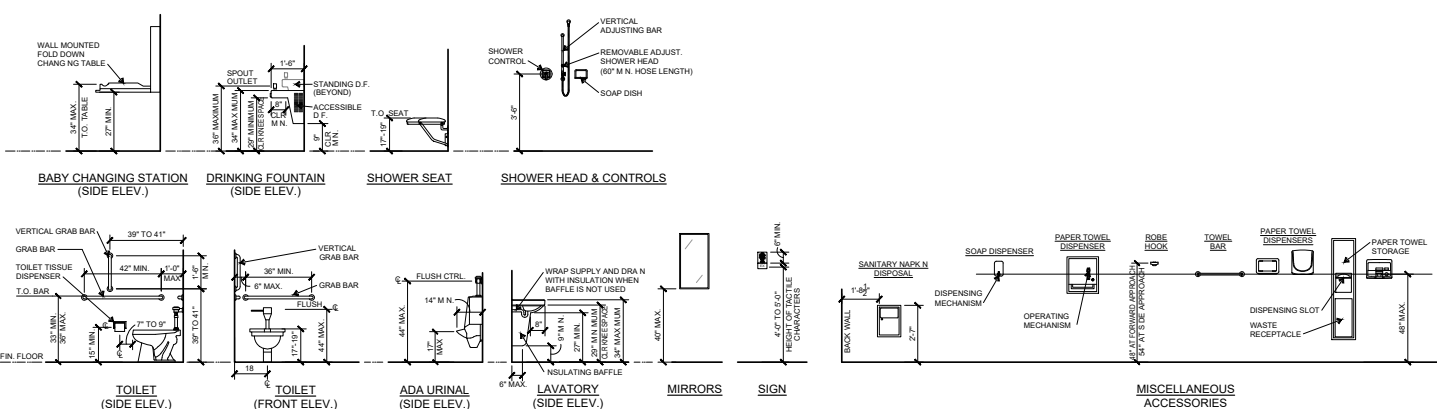 WALL MOUNTED
FOLD DOWN
CHANG NG TABLE
34" MAX.
T.O. TABLE
27" MIN.
BABY CHANGING STATION
(SIDE ELEV.)
1'-6"
SPOUT
OUTLET
STANDING D.F.
(BEYOND)
ACCESSIBLE
D F.
8"
CLR
M N.
9"
CLR
M N.
36" MAXIMUM
34" MAX MUM
29" MINIMUM
CLR KNEESPACE
DRINKING FOUNTAIN
(SIDE ELEV.)
T.O. SEAT
17"-19"
SHOWER SEAT
SHOWER
CONTROL
VERTICAL
ADJUSTING BAR
REMOVABLE ADJUST.
SHOWER HEAD
(60" M N. HOSE LENGTH)
SOAP DISH
3'-6"
SHOWER HEAD & CONTROLS
VERTICAL GRAB BAR
GRAB BAR
TOILET TISSUE
DISPENSER
T.O. BAR
FIN. FLOOR
39" TO 41"
42" MIN.
1'-0"
MAX
1'-6"
M N.
33" MIN.
36" MAX.
15" MIN
7" TO 9"
39" TO 41"
TOILET
(SIDE ELEV.)
VERTICAL
GRAB BAR
36" MIN.
6" MAX.
GRAB BAR
FLUSH
17"-19"
44" MAX.
18
TOILET
(FRONT ELEV.)
FLUSH CTRL.
14" M N.
44" MAX.
17"
MAX
ADA URINAL
(SIDE ELEV.)
WRAP SUPPLY AND DRA N
WITH INSULATION WHEN
BAFFLE IS NOT USED
8"
9" M N.
27" MIN.
29" M N MUM
CLR KNEESPACE
34" MAX MUM
NSULATING BAFFLE
6" MAX.
LAVATORY
(SIDE ELEV.)
40" MAX.
MIRRORS
6" MIN.
4'-0" TO 5'-0"
HEIGHT OF TACTILE
CHARACTERS
SIGN
SANITARY NAPK N
DISPOSAL
1'-8 1/2"
BACK WALL
2'-7"
SOAP DISPENSER
DISPENSING
MECHANISM
PAPER TOWEL
DISPENSER
OPERATING
MECHANISM
ROBE
HOOK
48" AT FORWARD APPROACH
54" AT S DE APPROACH
TOWEL
BAR
PAPER TOWEL
DISPENSERS
PAPER TOWEL
STORAGE
DISPENSING SLOT
WASTE
RECEPTACLE
48" MAX.
MISCELLANEOUS
ACCESSORIES